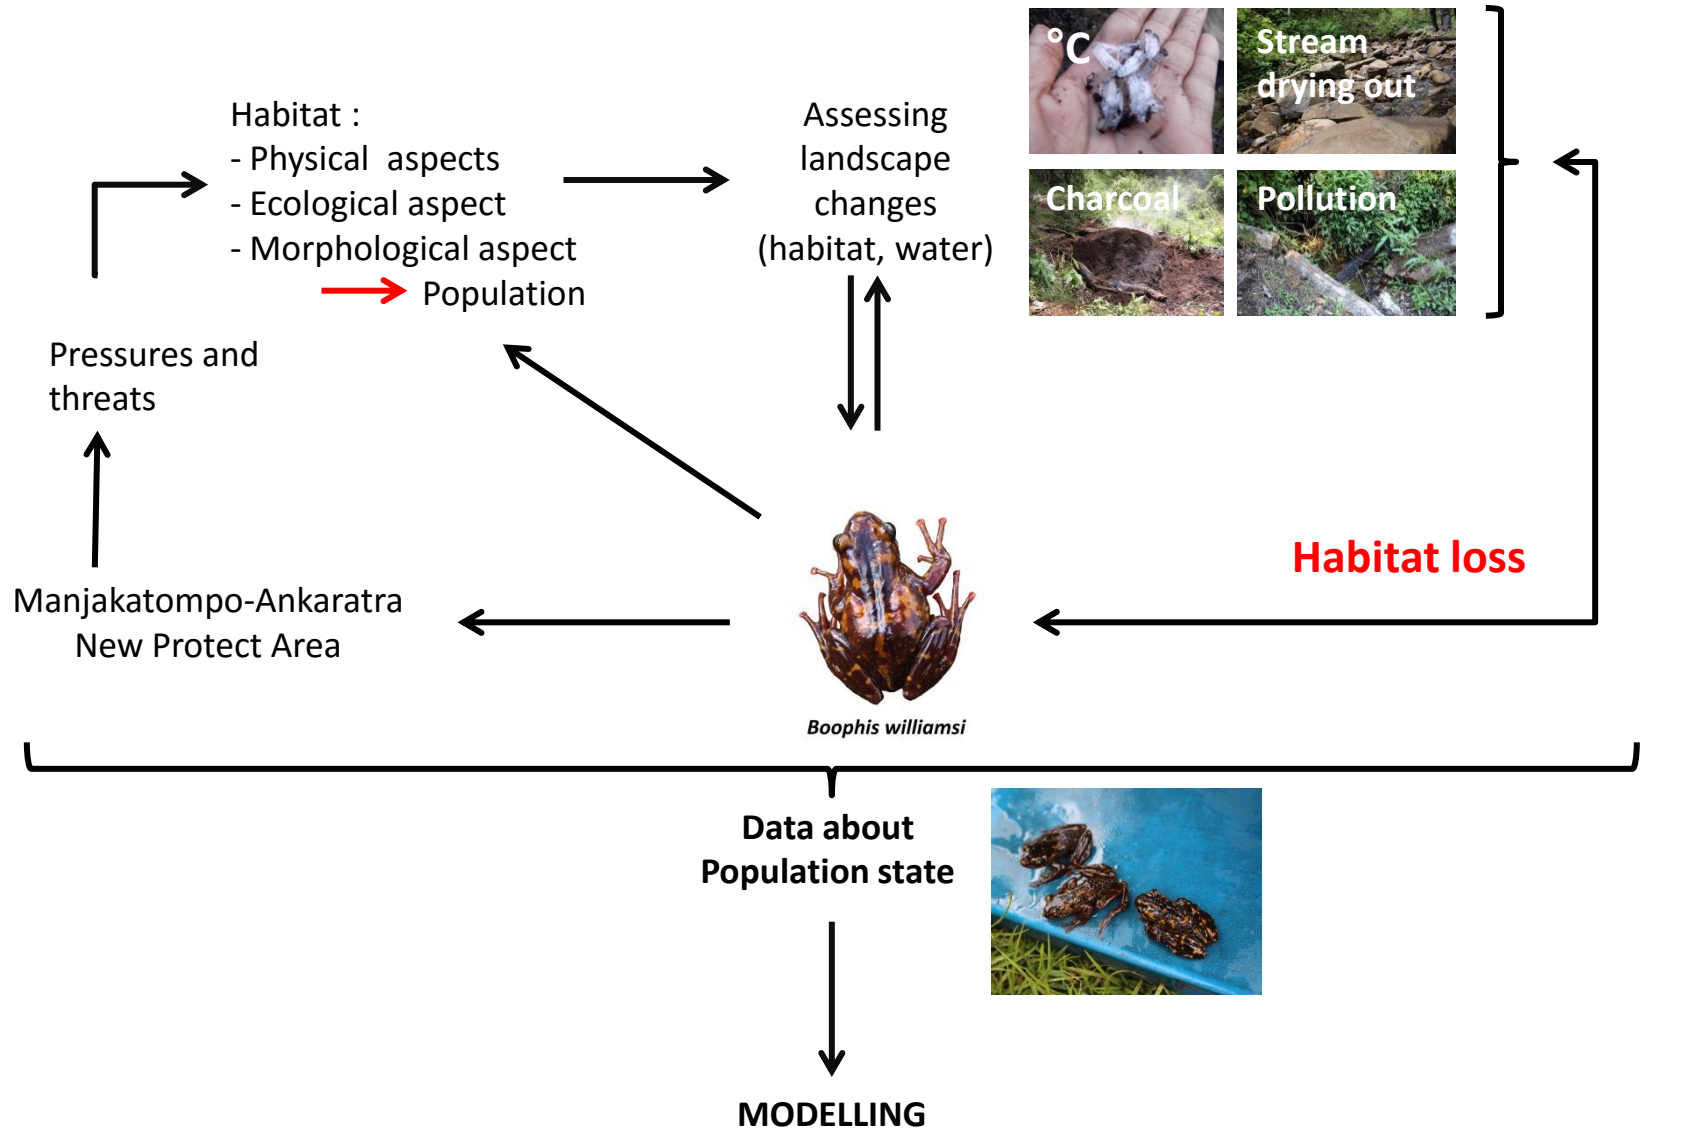 Habitat :
- Physical  aspects
- Ecological aspect
- Morphological aspect
Population
Assessing
landscape
changes
(habitat, water)
°C
Stream
drying out
Charcoal
Pollution
Pressures and
threats
Habitat loss
Manjakatompo-Ankaratra
New Protect Area
Boophis williamsi
Data about
Population state
MODELLING